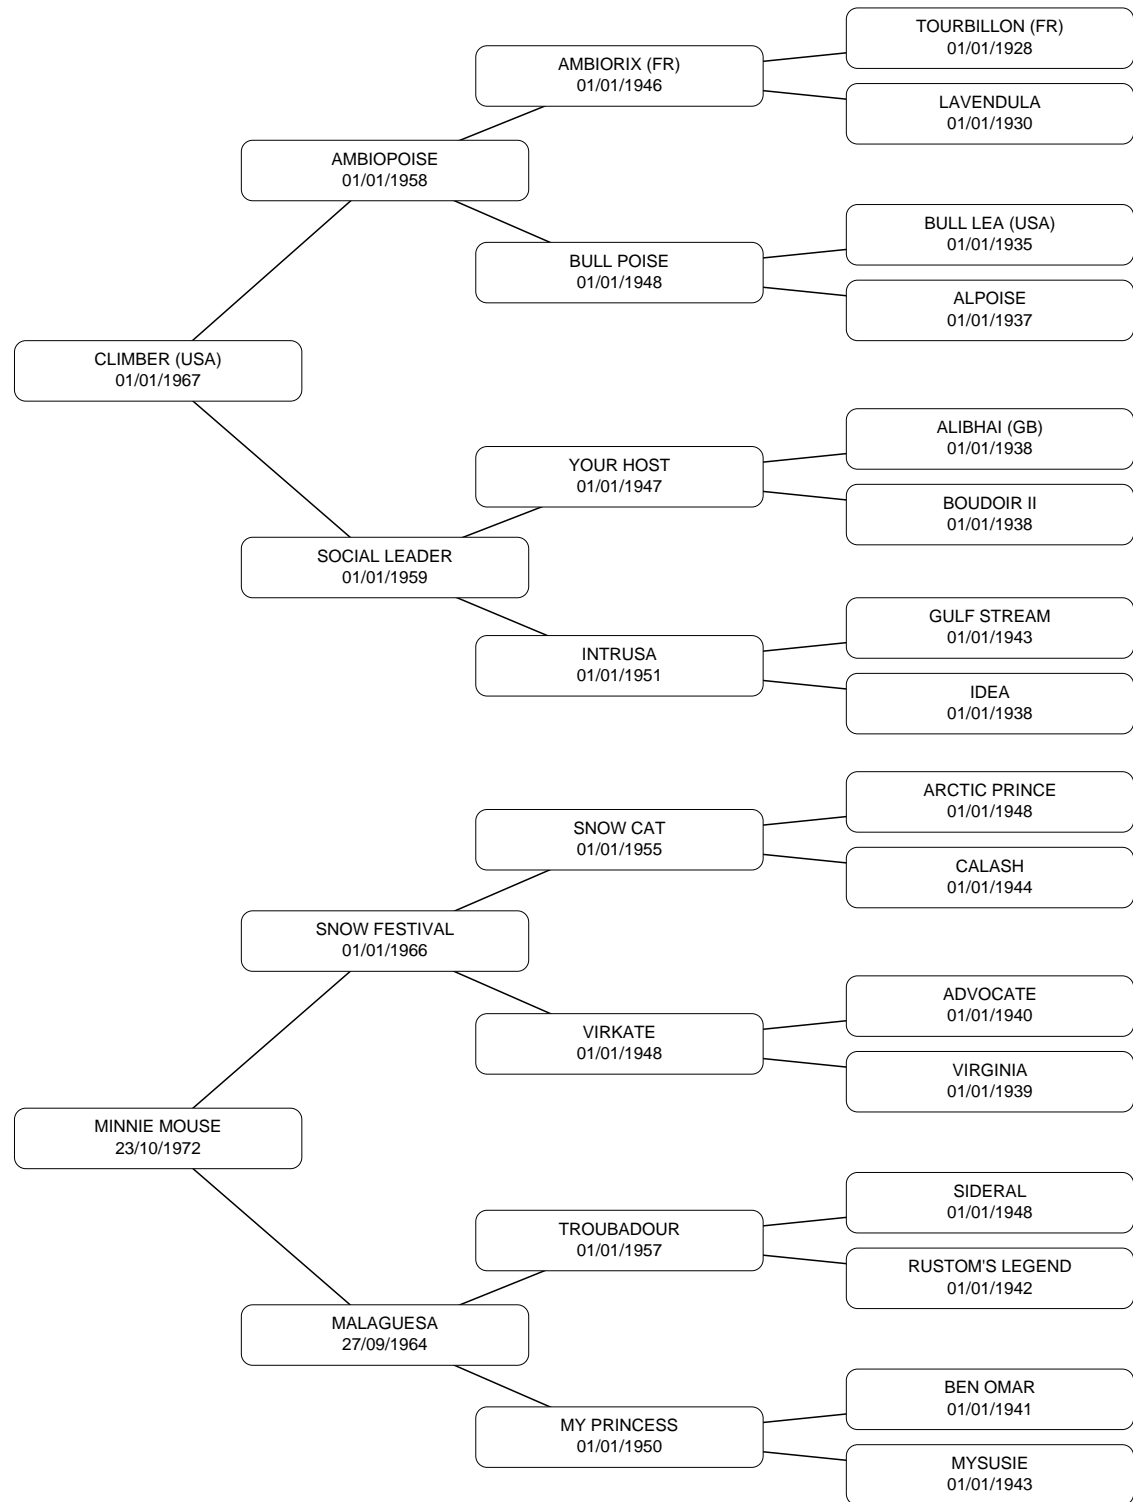 TOURBILLON (FR)
01/01/1928
AMBIORIX (FR)
01/01/1946
LAVENDULA
01/01/1930
AMBIOPOISE
01/01/1958
BULL LEA (USA)
01/01/1935
BULL POISE
01/01/1948
ALPOISE
01/01/1937
CLIMBER (USA)
01/01/1967
ALIBHAI (GB)
01/01/1938
YOUR HOST
01/01/1947
BOUDOIR II
01/01/1938
SOCIAL LEADER
01/01/1959
GULF STREAM
01/01/1943
INTRUSA
01/01/1951
IDEA
01/01/1938
ARCTIC PRINCE
01/01/1948
SNOW CAT
01/01/1955
CALASH
01/01/1944
SNOW FESTIVAL
01/01/1966
ADVOCATE
01/01/1940
VIRKATE
01/01/1948
VIRGINIA
01/01/1939
MINNIE MOUSE
23/10/1972
SIDERAL
01/01/1948
TROUBADOUR
01/01/1957
RUSTOM'S LEGEND
01/01/1942
MALAGUESA
27/09/1964
BEN OMAR
01/01/1941
MY PRINCESS
01/01/1950
MYSUSIE
01/01/1943